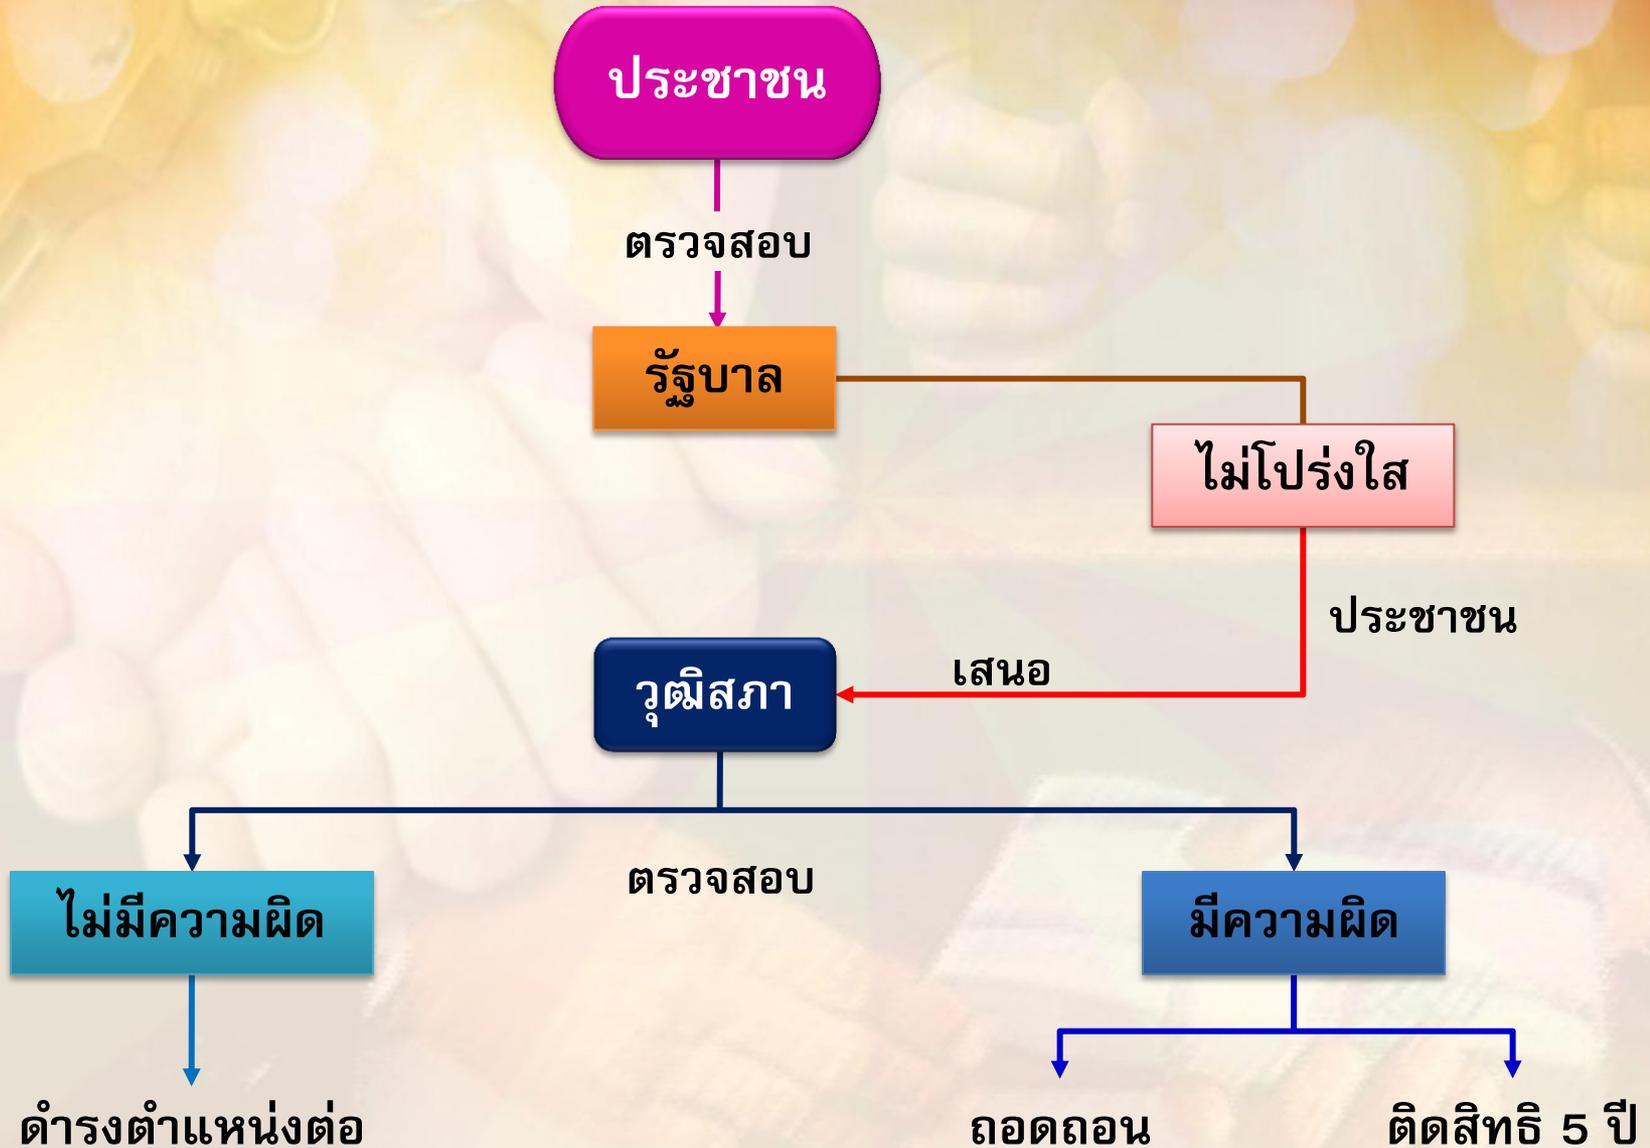 ประชาชน
ตรวจสอบ
รัฐบาล
ไม่โปร่งใส
ประชาชน
เสนอ
วุฒิสภา
ตรวจสอบ
ไม่มีความผิด
มีความผิด
ดำรงตำแหน่งต่อ
ถอดถอน
ติดสิทธิ 5 ปี